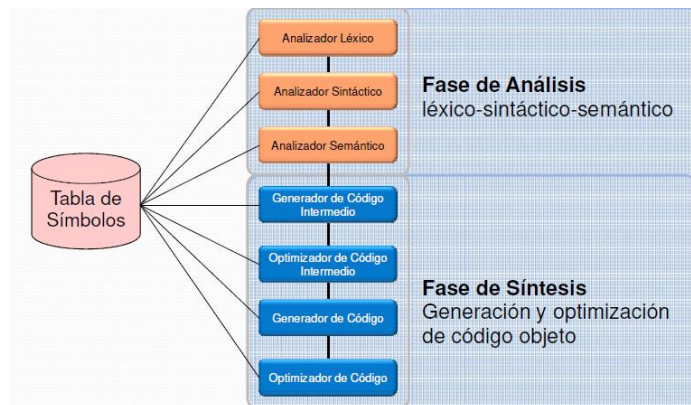 Analizador Léxico
Analizador Sintáctico
Analizador Semántico
Fase de Análisis
léxico-sintáctico-semántico
Tabla de
Símbolos
Generador de Código
Intermedio
Optimizador de Código
Intermedio
Generador de Código
Optimizador de Código
Fase de Síntesis
Generación y optimización
de código objeto